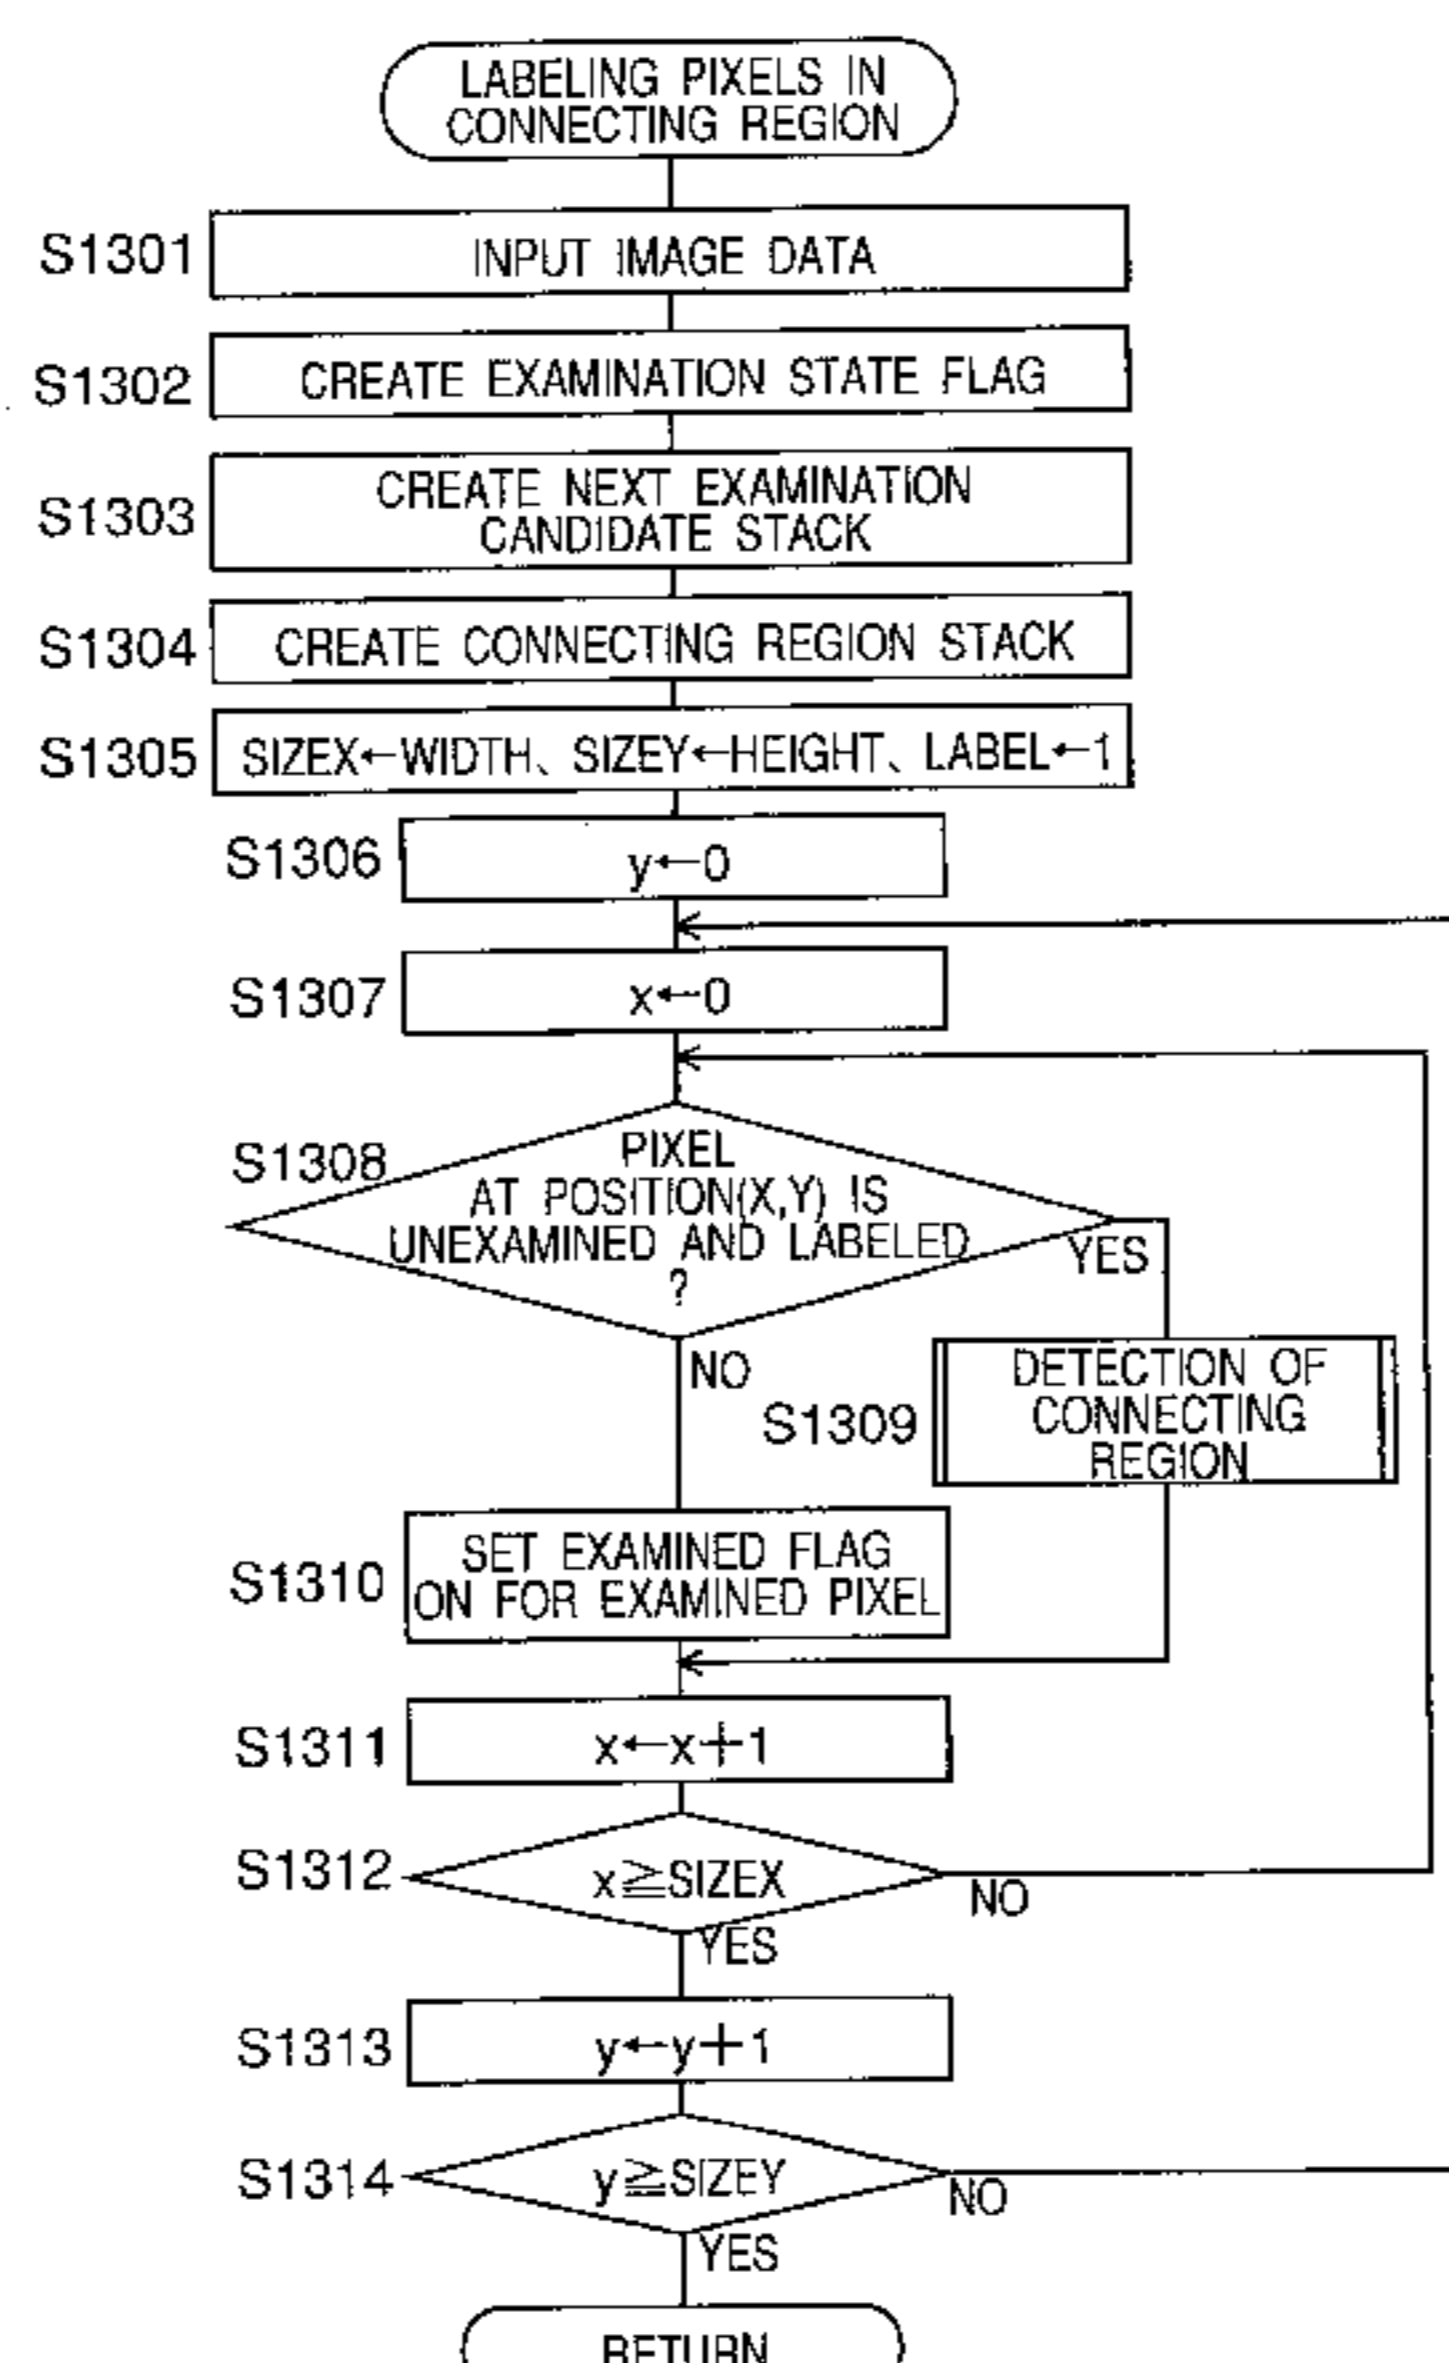 LABELING PIXELS IN
CONNECTING REGION
S1301
INPUT IMAGE DATA
S1302
CREATE EXAMINATION STATE FLAG
S1303
CREATE NEXT EXAMINATION
CANDIDATE STACK
S1304
CREATE CONNECTING REGION STACK
S1305
SIZEX←WIDTH、SIZEY←HEIGHT、LABEL←1
S1306
y←0
S1307
x←0
S1308
PIXEL
AT POSITION(X,Y) IS
UNEXAMINED AND LABELED
?
YES
NO
S1309
DETECTION OF
CONNECTING
REGION
S1310
SET EXAMINED FLAG
ON FOR EXAMINED PIXEL
S1311
x←x+1
S1312
x≧SIZEX
NO
YES
S1313
y←y+1
S1314
y≧SIZEY
NO
YES
RETURN